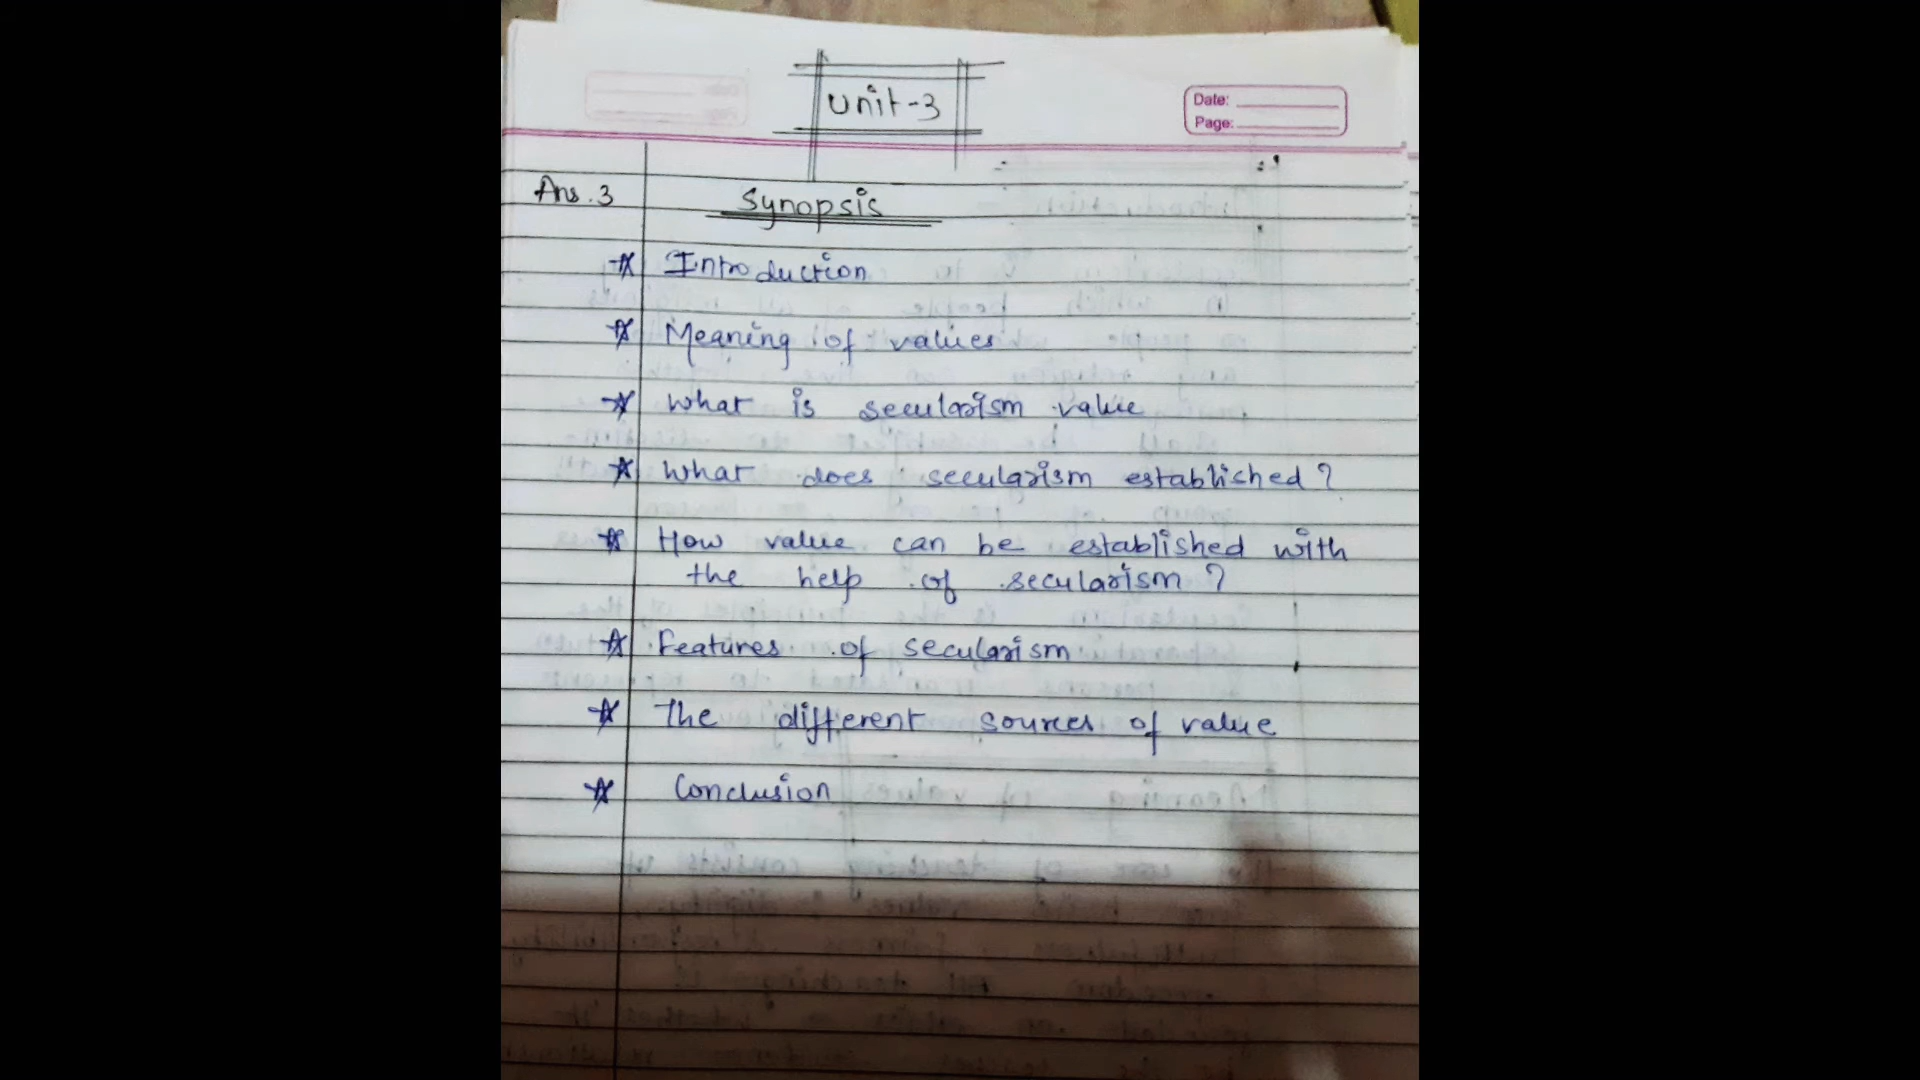 Unit-3
Date:
Page:
Ans. 3
Synopsis
Introduction
Meaning of values
What is secularism value
What does secularism established?
How value can be established with
the help of secularism?
Features of secularism
The different sources of value
Conclusion